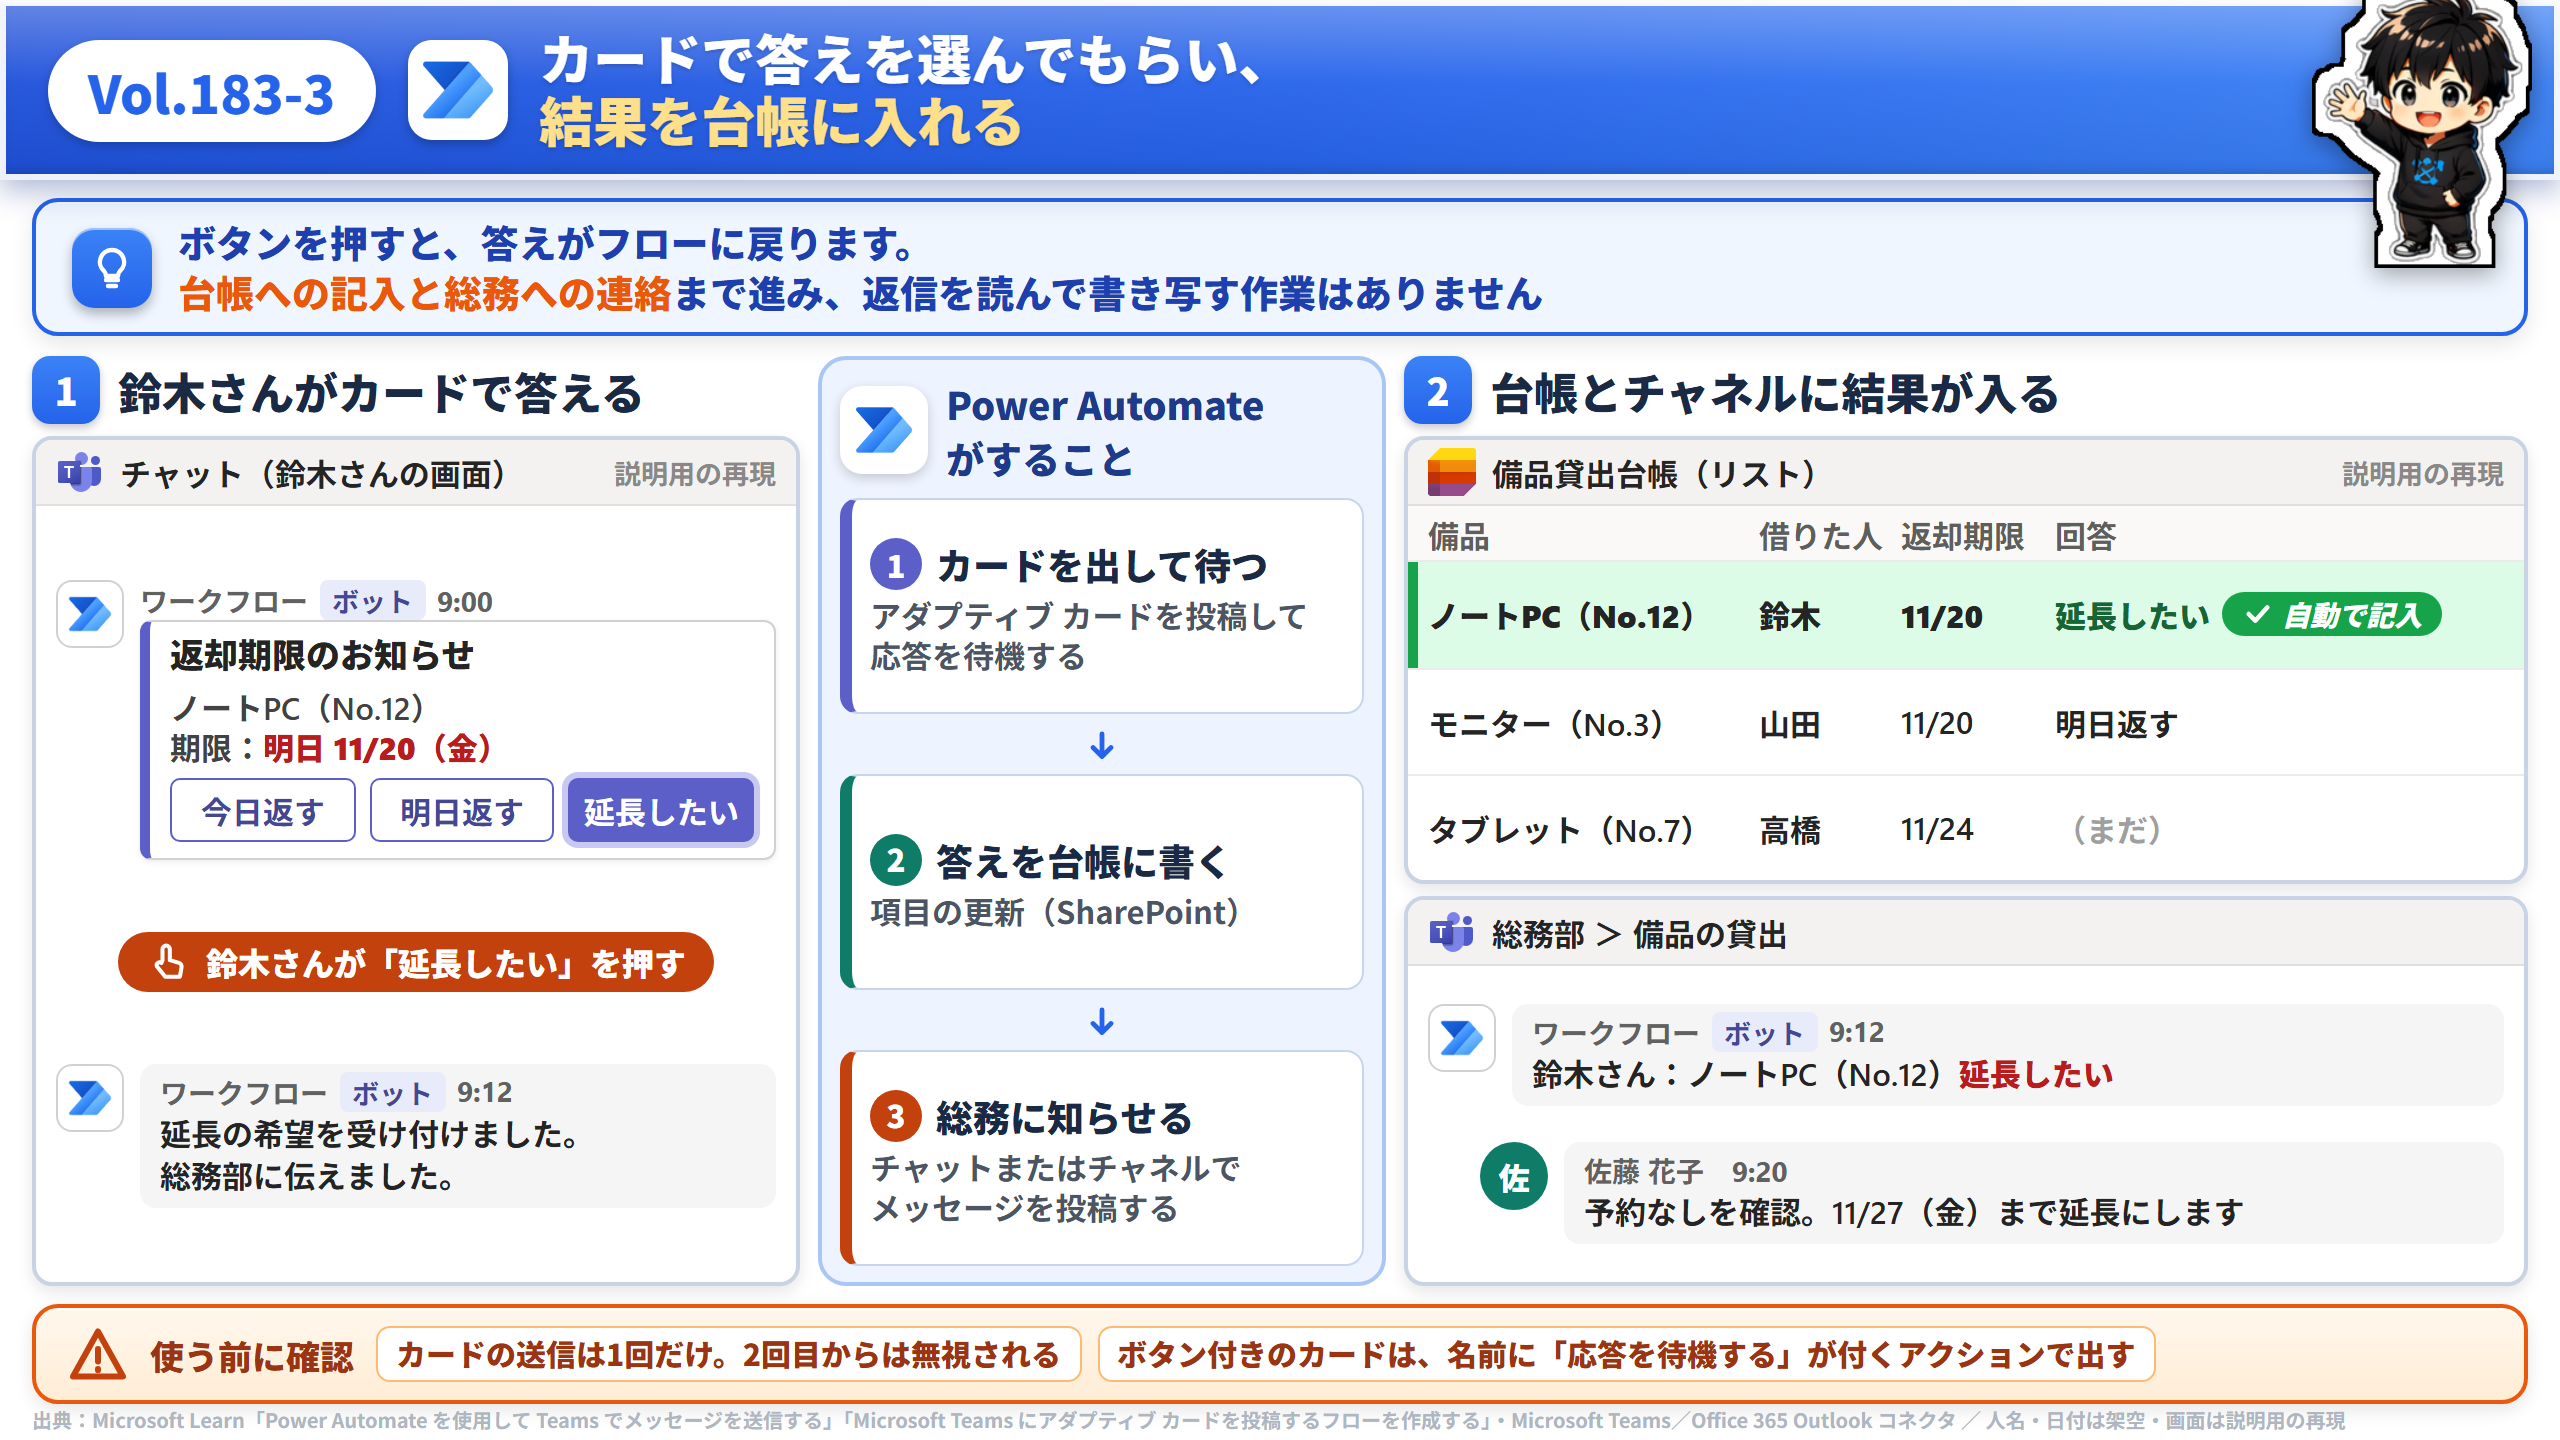 Vol.183-3
カードで答えを選んでもらい、
結果を台帳に入れる
ボタンを押すと、答えがフローに戻ります。
台帳への記入と総務への連絡まで進み、返信を読んで書き写す作業はありません
1 鈴木さんがカードで答える
チャット（鈴木さんの画面） 説明用の再現
ワークフロー ボット 9:00
返却期限のお知らせ
ノートPC（No.12）
期限：明日 11/20（金）
今日返す 明日返す 延長したい
鈴木さんが「延長したい」を押す
ワークフロー ボット 9:12
延長の希望を受け付けました。
総務部に伝えました。
Power Automate
がすること
1 カードを出して待つ
アダプティブ カードを投稿して
応答を待機する
2 答えを台帳に書く
項目の更新（SharePoint）
3 総務に知らせる
チャットまたはチャネルで
メッセージを投稿する
2 台帳とチャネルに結果が入る
備品貸出台帳（リスト） 説明用の再現
備品 借りた人 返却期限 回答
ノートPC（No.12） 鈴木 11/20 延長したい 自動で記入
モニター（No.3） 山田 11/20 明日返す
タブレット（No.7） 高橋 11/24 （まだ）
T 総務部 ＞ 備品の貸出
ワークフロー ボット 9:12
鈴木さん：ノートPC（No.12）延長したい
佐 佐藤 花子 9:20
予約なしを確認。11/27（金）まで延長にします
使う前に確認 カードの送信は1回だけ。2回目からは無視される ボタン付きのカードは、名前に「応答を待機する」が付くアクションで出す
出典：Microsoft Learn「Power Automate を使用して Teams でメッセージを送信する」「Microsoft Teams にアダプティブ カードを投稿するフローを作成する」・Microsoft Teams／Office 365 Outlook コネクタ ／ 人名・日付は架空・画面は説明用の再現